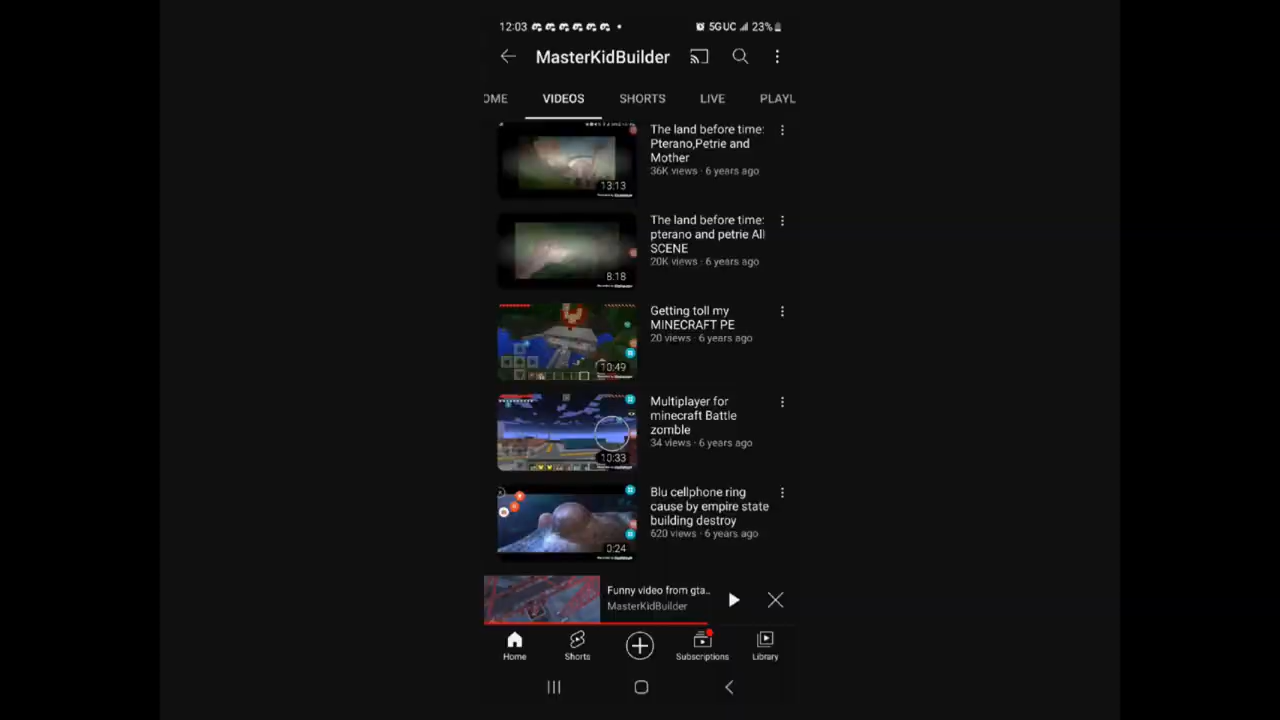 12:03
5GUC 23%
MasterKidBuilder
OME VIDEOS SHORTS LIVE PLAYL
The land before time:
Pterano,Petrie and
Mother
36K views · 6 years ago
13:13
The land before time:
pterano and petrie All
SCENE
20K views · 6 years ago
8:18
Getting toll my
MINECRAFT PE
20 views · 6 years ago
10:49
Multiplayer for
minecraft Battle
zomble
34 views · 6 years ago
10:33
Blu cellphone ring
cause by empire state
building destroy
620 views · 6 years ago
0:24
Funny video from gta..
MasterKidBuilder
Home Shorts Subscriptions Library